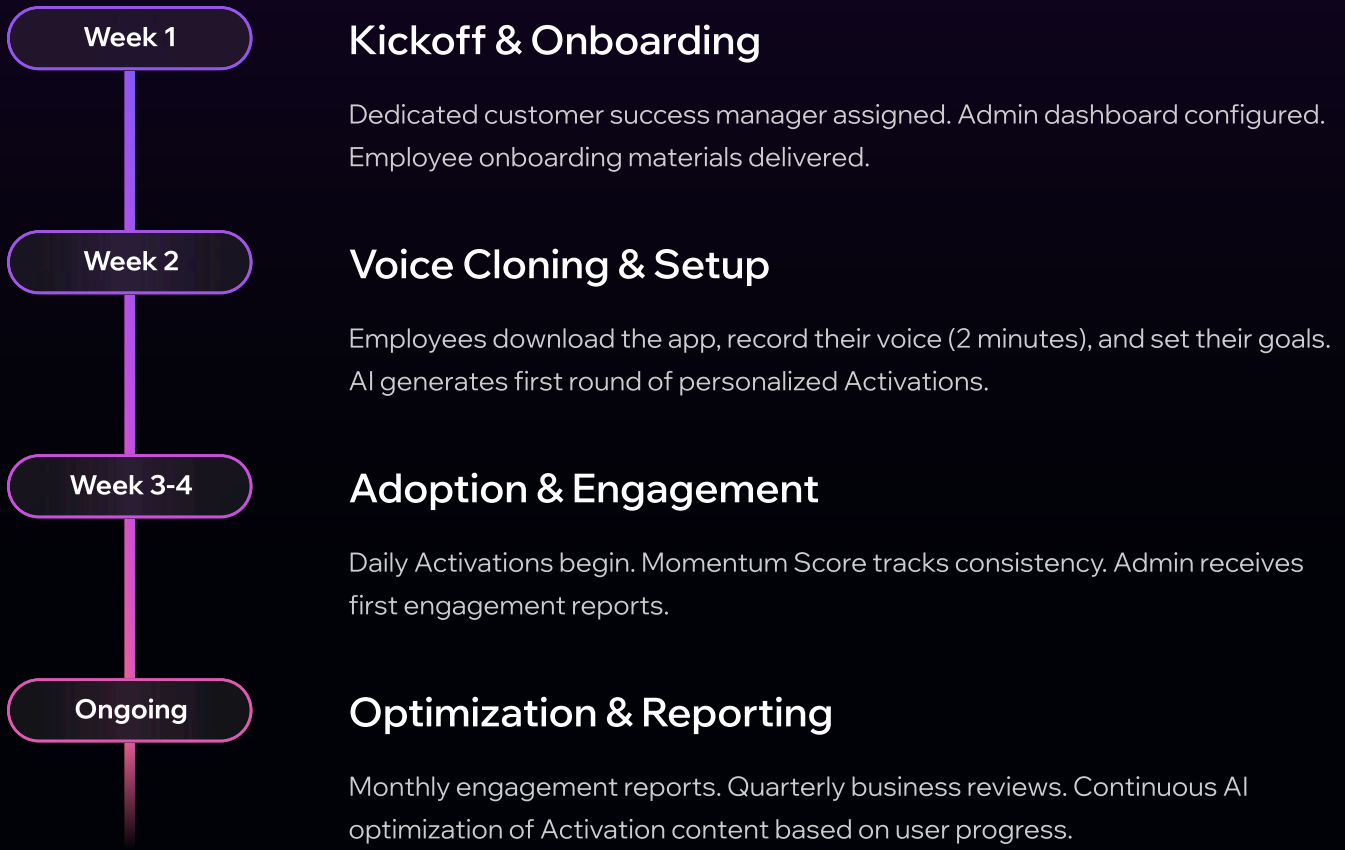 Week 1
Kickoff & Onboarding
Dedicated customer success manager assigned. Admin dashboard configured.
Employee onboarding materials delivered.
Week 2
Voice Cloning & Setup
Employees download the app, record their voice (2 minutes), and set their goals.
AI generates first round of personalized Activations.
Week 3-4
Adoption & Engagement
Daily Activations begin. Momentum Score tracks consistency. Admin receives
first engagement reports.
Ongoing
Optimization & Reporting
Monthly engagement reports. Quarterly business reviews. Continuous AI
optimization of Activation content based on user progress.